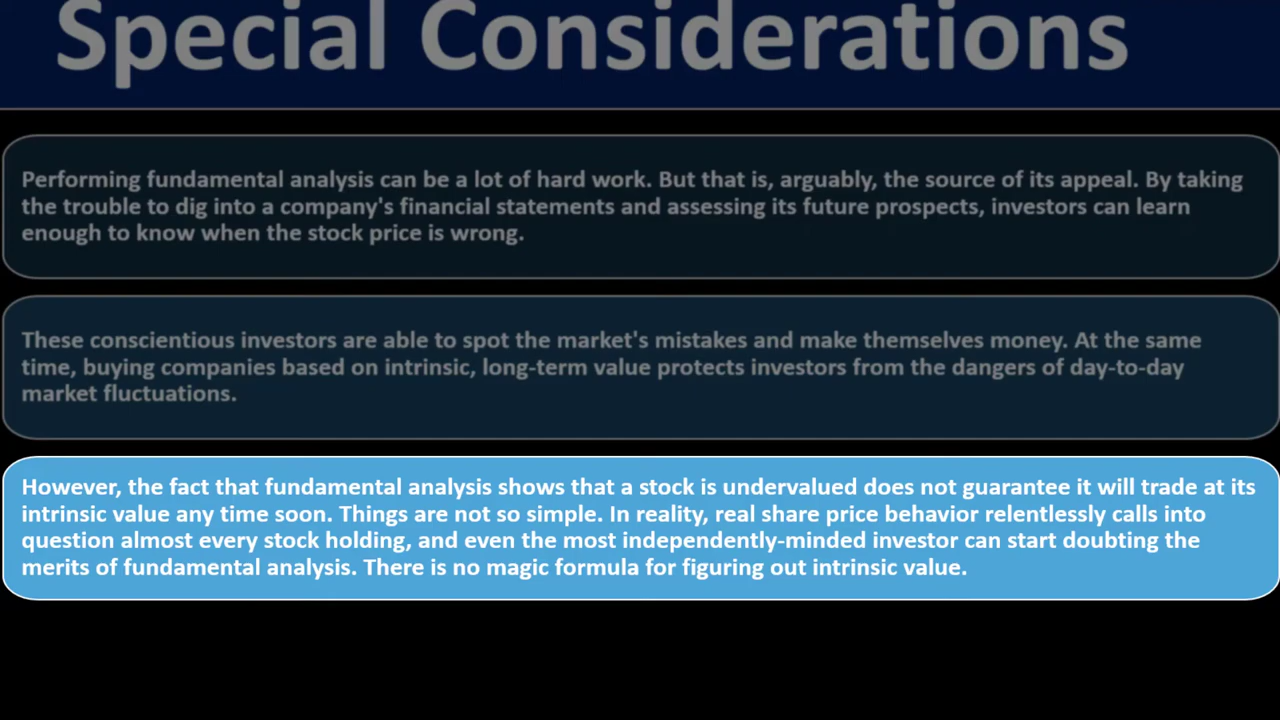 Special Considerations
Performing fundamental analysis can be a lot of hard work. But that is, arguably, the source of its appeal. By taking
the trouble to dig into a company's financial statements and assessing its future prospects, investors can learn
enough to know when the stock price is wrong.
These conscientious investors are able to spot the market's mistakes and make themselves money. At the same
time, buying companies based on intrinsic, long-term value protects investors from the dangers of day-to-day
market fluctuations.
However, the fact that fundamental analysis shows that a stock is undervalued does not guarantee it will trade at its
intrinsic value any time soon. Things are not so simple. In reality, real share price behavior relentlessly calls into
question almost every stock holding, and even the most independently-minded investor can start doubting the
merits of fundamental analysis. There is no magic formula for figuring out intrinsic value.